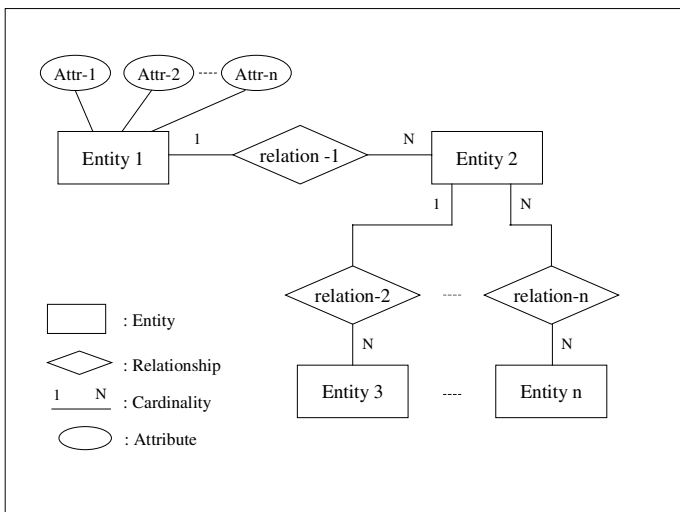 Attr-1 Attr-2 ---- Attr-n
1 N
Entity 1 relation -1 Entity 2
1 N
relation-2 ---- relation-n
N N
Entity 3 ---- Entity n
: Entity
: Relationship
1 N
: Cardinality
: Attribute